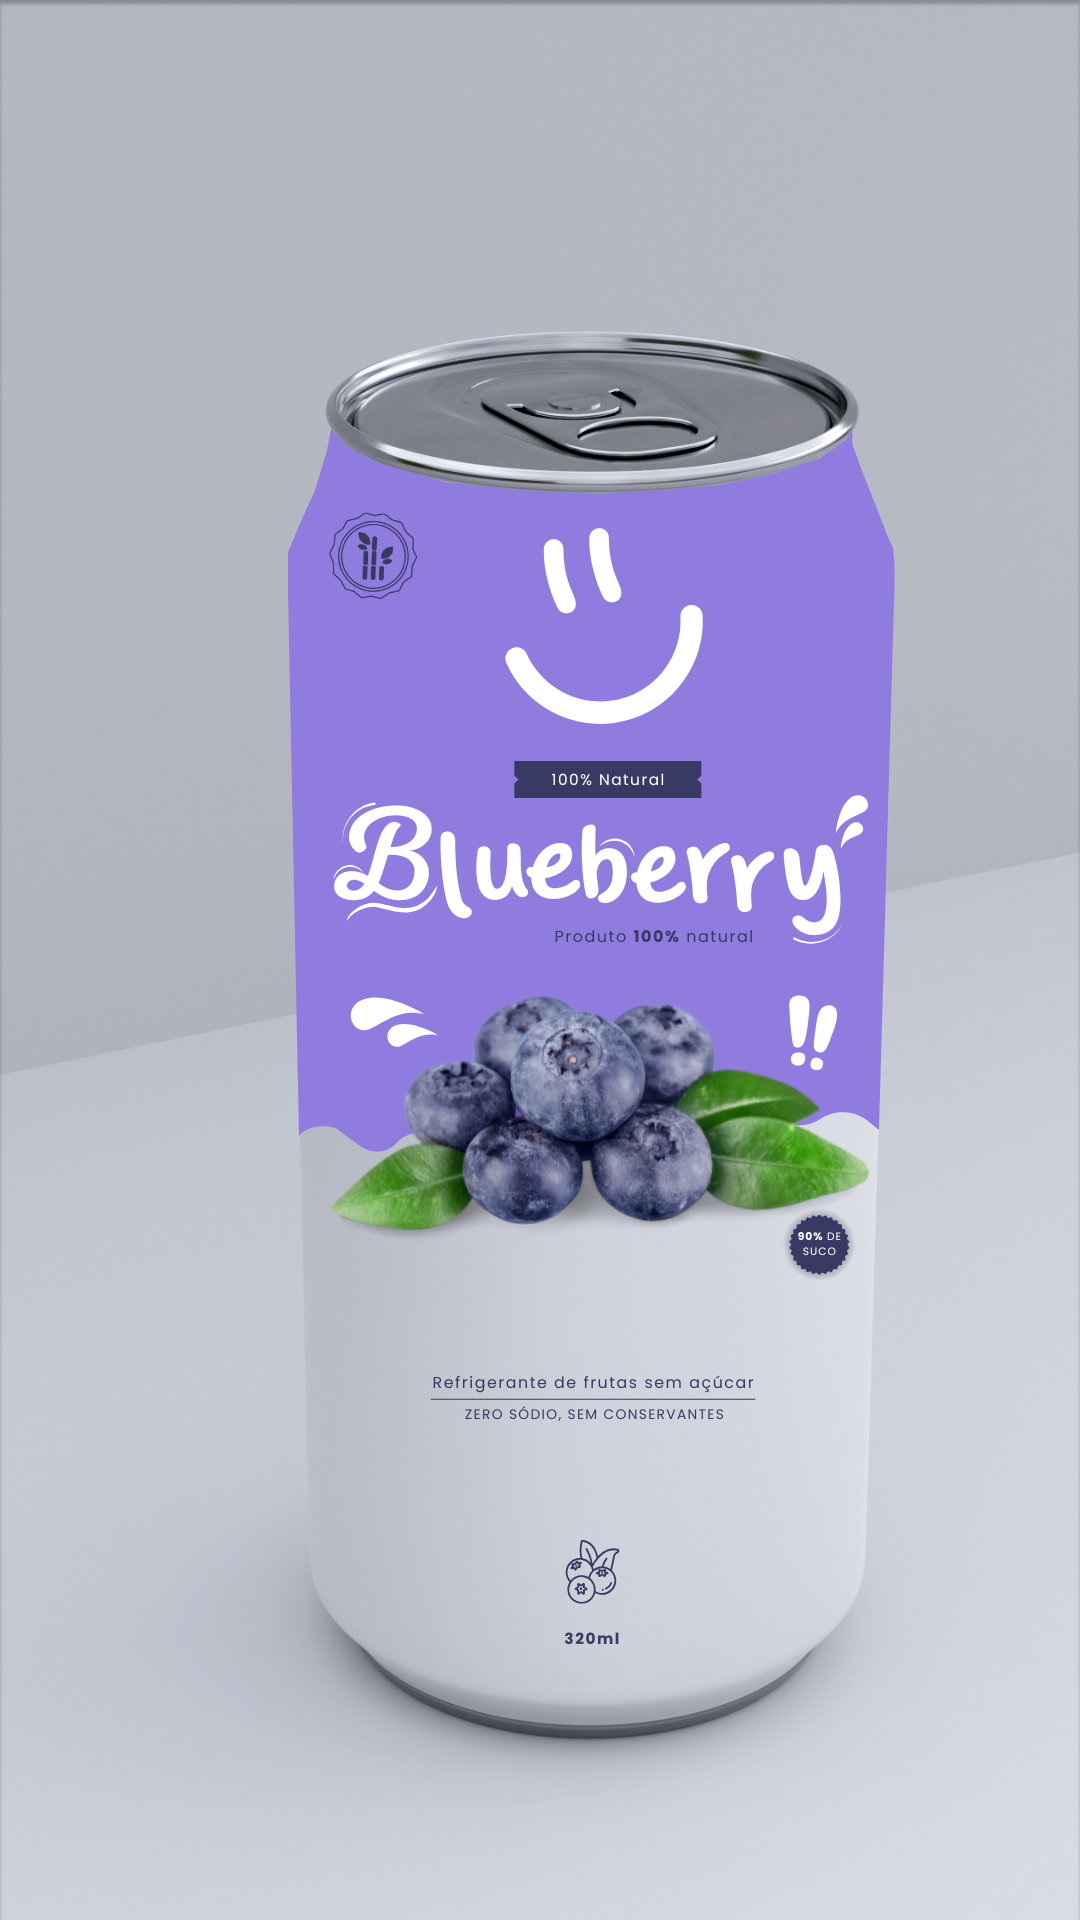 100% Natural
Blueberry
Produto 100% natural
90% DE
SUCO
Refrigerante de frutas sem açúcar
ZERO SÓDIO, SEM CONSERVANTES
320ml